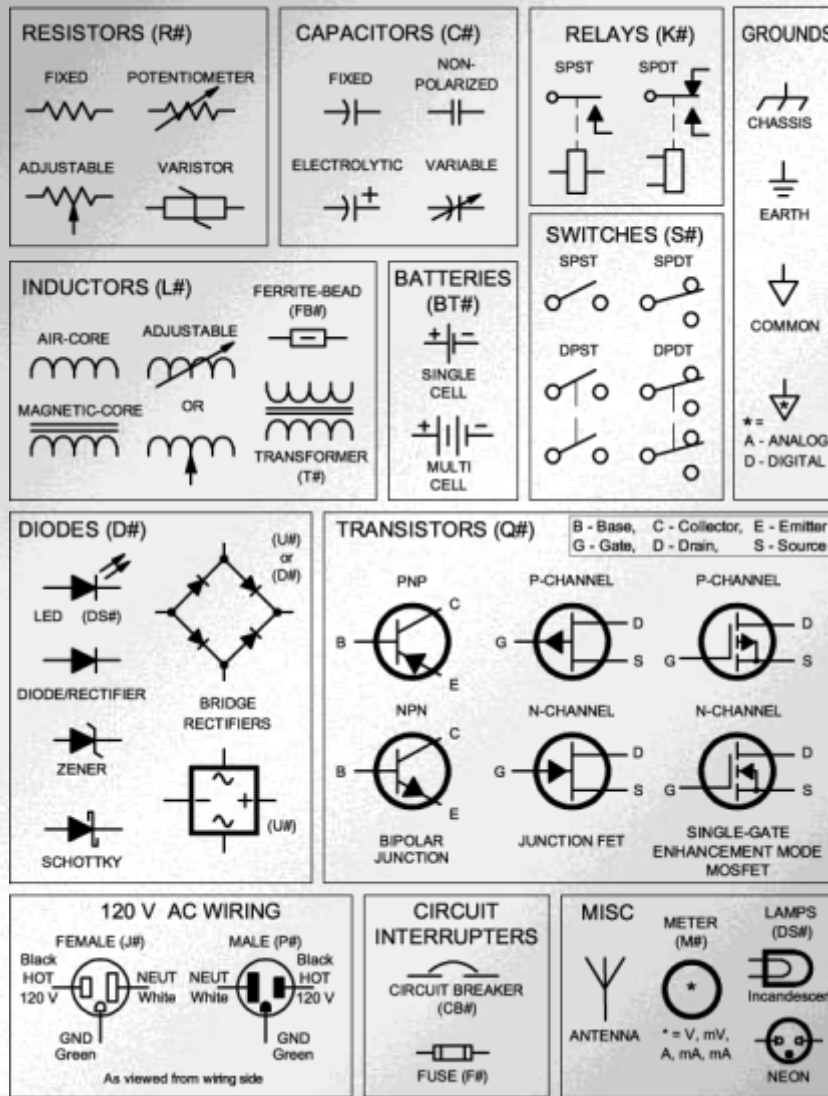 RESISTORS (R#)
FIXED
POTENTIOMETER
ADJUSTABLE
VARISTOR
CAPACITORS (C#)
FIXED
NON-
POLARIZED
ELECTROLYTIC
+
VARIABLE
RELAYS (K#)
SPST
SPDT
GROUNDS
CHASSIS
EARTH
COMMON
*
* =
A - ANALOG
D - DIGITAL
INDUCTORS (L#)
AIR-CORE
ADJUSTABLE
MAGNETIC-CORE
OR
FERRITE-BEAD
(FB#)
TRANSFORMER
(T#)
BATTERIES
(BT#)
+ -
SINGLE
CELL
+ -
MULTI
CELL
SWITCHES (S#)
SPST
SPDT
DPST
DPDT
DIODES (D#)
LED (DS#)
DIODE/RECTIFIER
ZENER
SCHOTTKY
(U#)
or
(D#)
BRIDGE
RECTIFIERS
- +
(U#)
TRANSISTORS (Q#)
B - Base, C - Collector, E - Emitter
G - Gate, D - Drain, S - Source
PNP
B
C
E
NPN
B
C
E
BIPOLAR
JUNCTION
P-CHANNEL
G
D
S
N-CHANNEL
G
D
S
JUNCTION FET
P-CHANNEL
G
D
S
N-CHANNEL
G
D
S
SINGLE-GATE
ENHANCEMENT MODE
MOSFET
120 V AC WIRING
FEMALE (J#)
Black
HOT
120 V
NEUT
White
GND
Green
MALE (P#)
NEUT
White
Black
HOT
120 V
GND
Green
As viewed from wiring side
CIRCUIT
INTERRUPTERS
CIRCUIT BREAKER
(CB#)
FUSE (F#)
MISC
ANTENNA
METER
(M#)
*
* = V, mV,
A, mA, mA
LAMPS
(DS#)
Incandescen
NEON